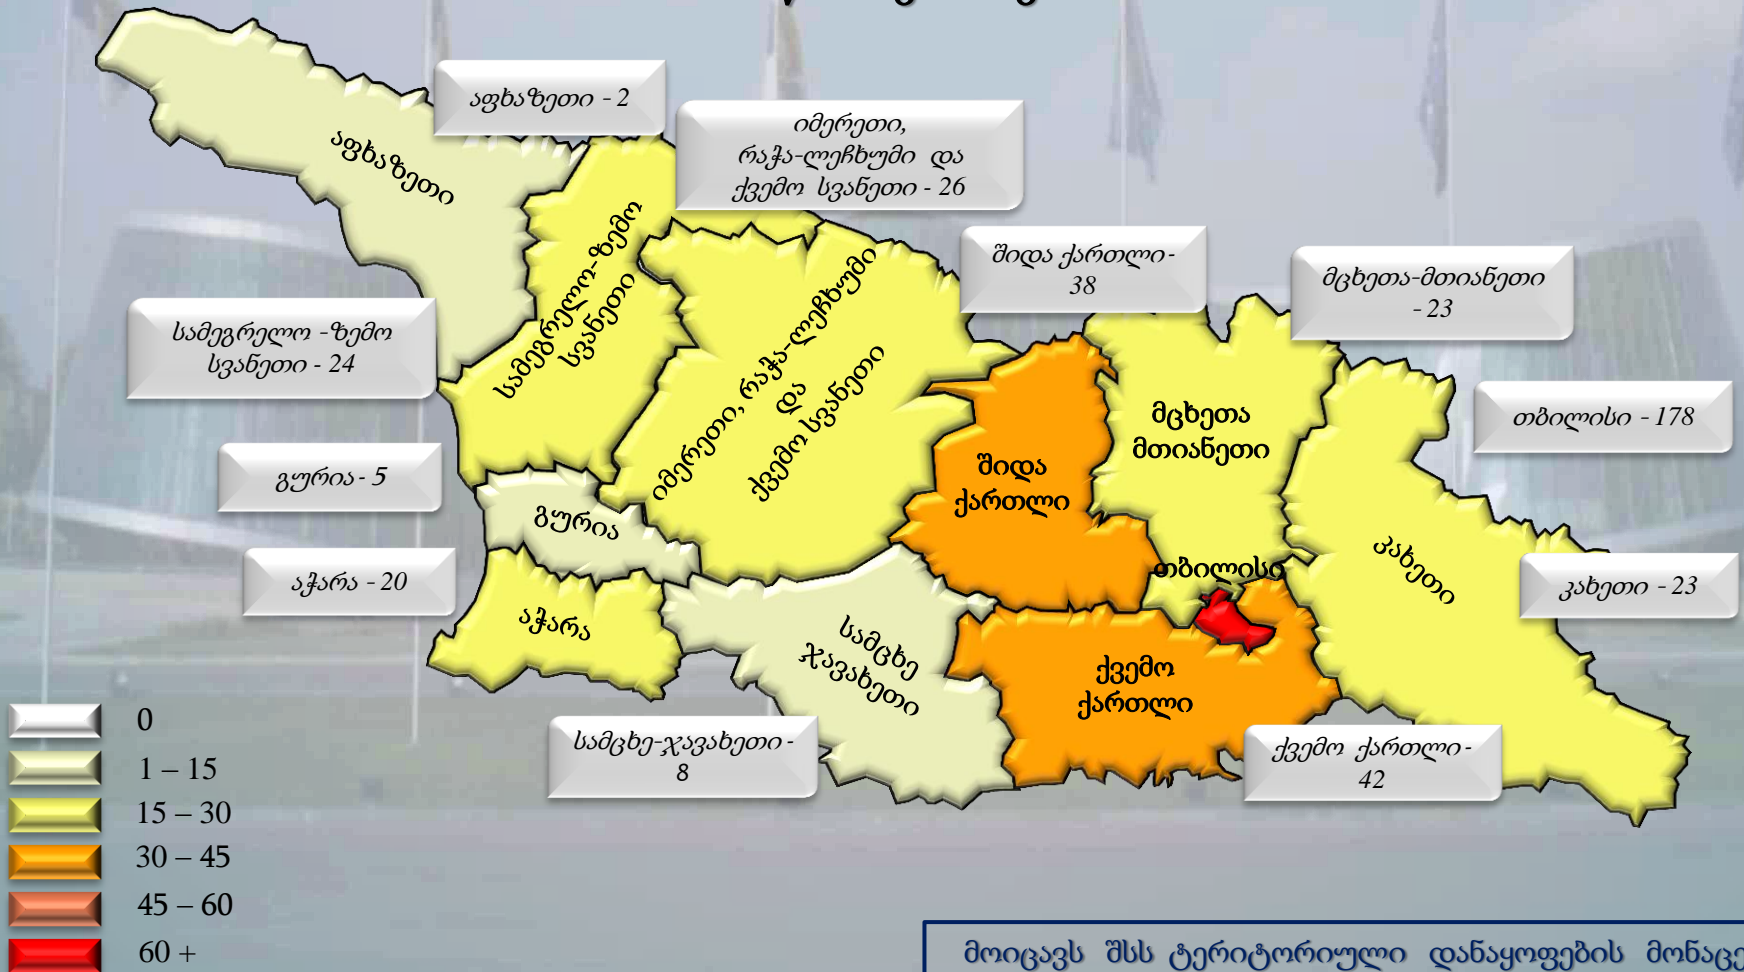 აფხაზეთი - 2
იმერეთი,
რაჭა-ლეჩხუმი და
ქვემო სვანეთი - 26
შიდა ქართლი -
38
მცხეთა-მთიანეთი
- 23
სამეგრელო -ზემო
სვანეთი - 24
თბილისი - 178
გურია - 5
აჭარა - 20
კახეთი - 23
სამცხე-ჯავახეთი -
8
ქვემო ქართლი -
42
აფხაზეთი
სამეგრელო-ზემო
სვანეთი
იმერეთი, რაჭა-ლეჩხუმი
და
ქვემო სვანეთი
შიდა
ქართლი
მცხეთა
მთიანეთი
თბილისი
კახეთი
გურია
აჭარა
სამცხე
ჯავახეთი
ქვემო
ქართლი
0
1 – 15
15 – 30
30 – 45
45 – 60
60 +
მოიცავს შსს ტერიტორიული დანაყოფების